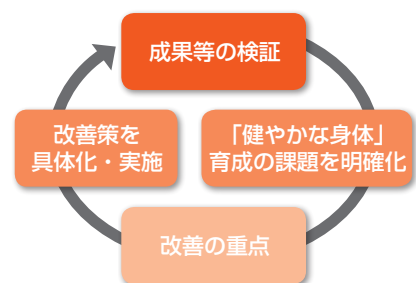 成果等の検証
改善策を
具体化・実施
「健やかな身体」
育成の課題を明確化
改善の重点